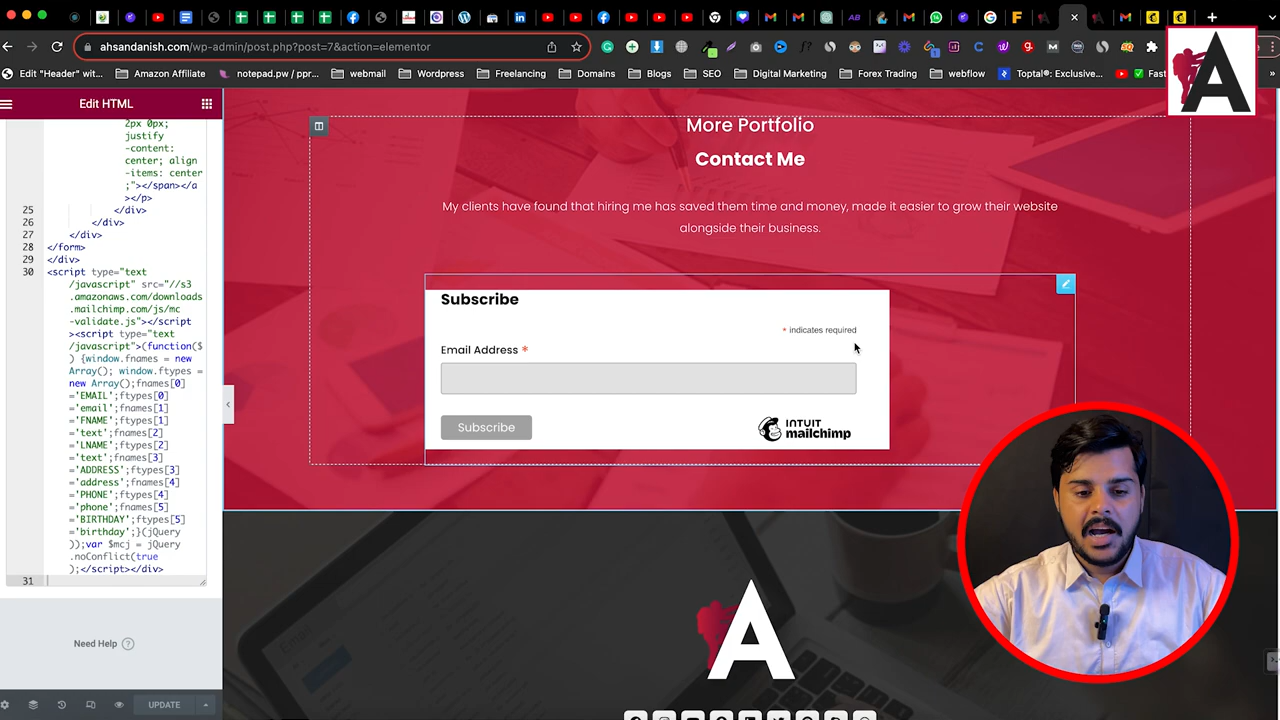 ahsandanish.com/wp-admin/post.php?post=7&action=elementor
Edit "Header" wit...
Amazon Affiliate
notepad.pw / ppr...
webmail
Wordpress
Freelancing
Domains
Blogs
SEO
Digital Marketing
Forex Trading
webflow
Toptal®: Exclusive...
A
Edit HTML
2px 0px;
justify
-content:
center; align
-items: center
;"></span></a
></p>
25 </div>
26 </div>
27 </div>
28 </form>
29 </div>
30 <script type="text
/javascript" src="//s3
.amazonaws.com/downloads
.mailchimp.com/js/mc
-validate.js"></script
><script type="text
/javascript">(function($
) {window.fnames = new
Array(); window.ftypes =
new Array();fnames[0]
='EMAIL';ftypes[0]
='email';fnames[1]
='FNAME';ftypes[1]
='text';fnames[2]
='LNAME';ftypes[2]
='text';fnames[3]
='ADDRESS';ftypes[3]
='address';fnames[4]
='PHONE';ftypes[4]
='phone';fnames[5]
='BIRTHDAY';ftypes[5]
='birthday';}(jQuery
));var $mcj = jQuery
.noConflict(true
);</script></div>
31
Need Help
UPDATE
More Portfolio
Contact Me
My clients have found that hiring me has saved them time and money, made it easier to grow their website
alongside their business.
Subscribe
* indicates required
Email Address *
Subscribe
INTUIT
mailchimp
A